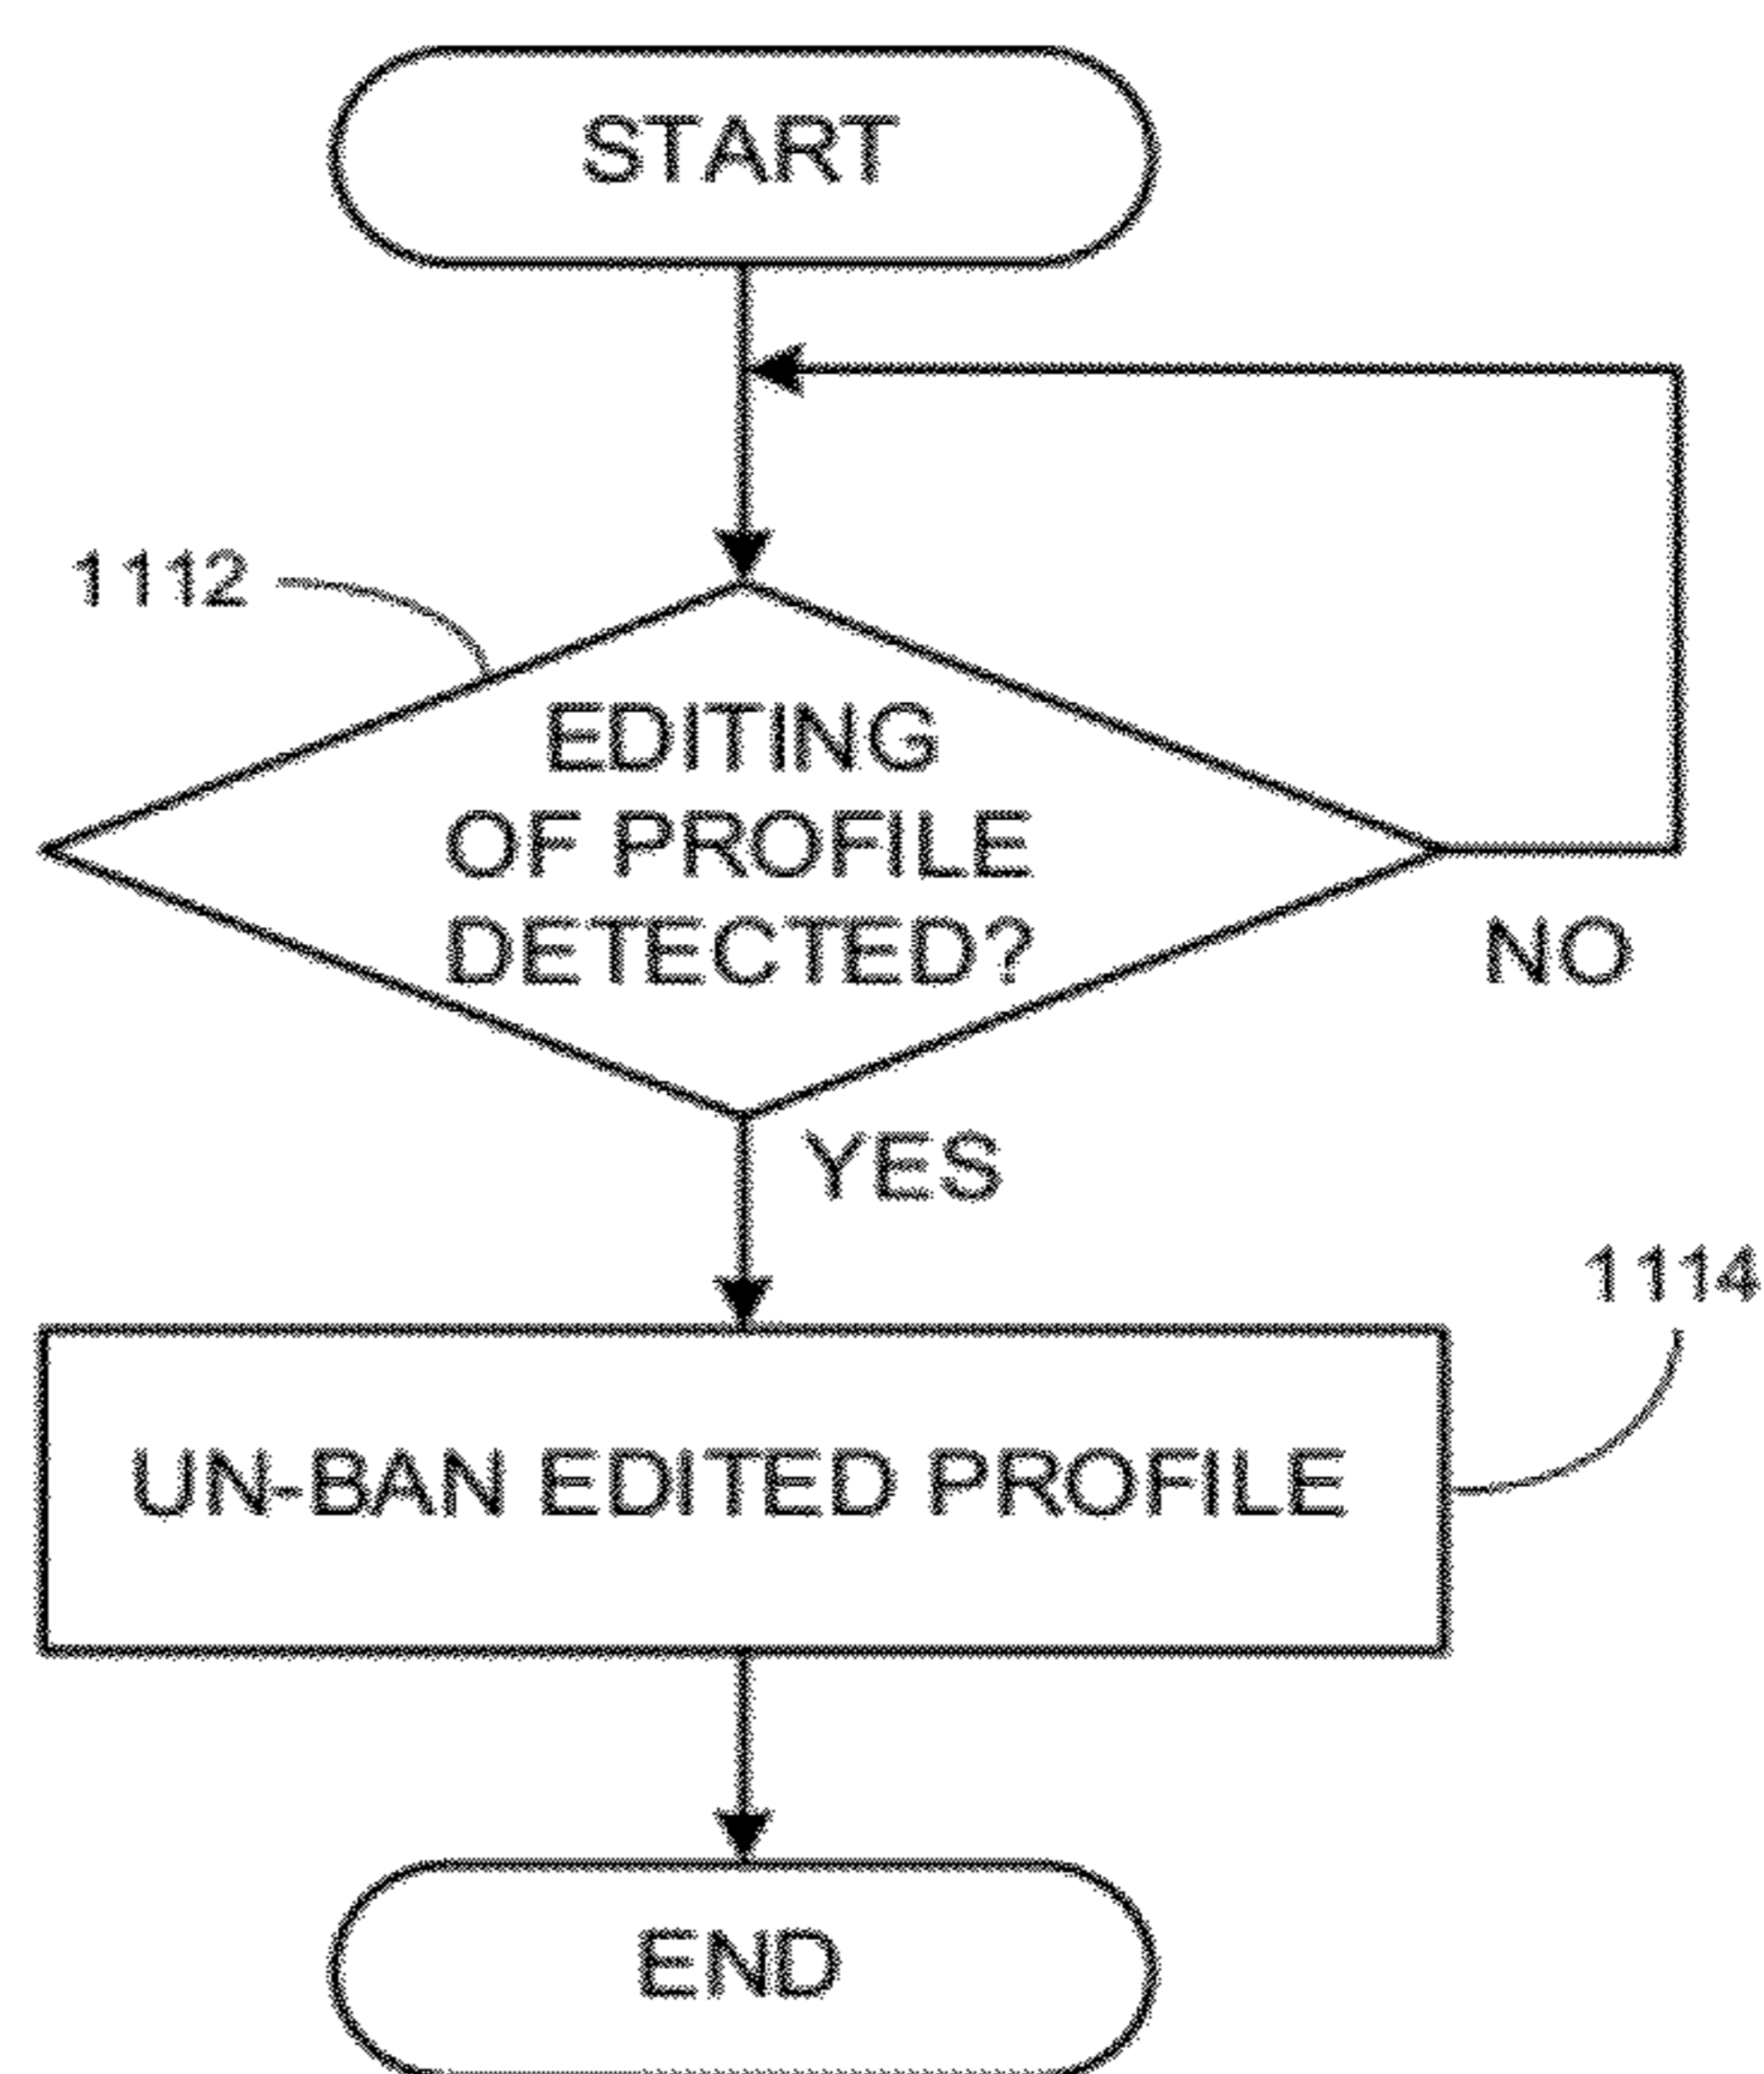 START
1112
EDITING
OF PROFILE
DETECTED?
NO
YES
1114
UN-BAN EDITED PROFILE
END